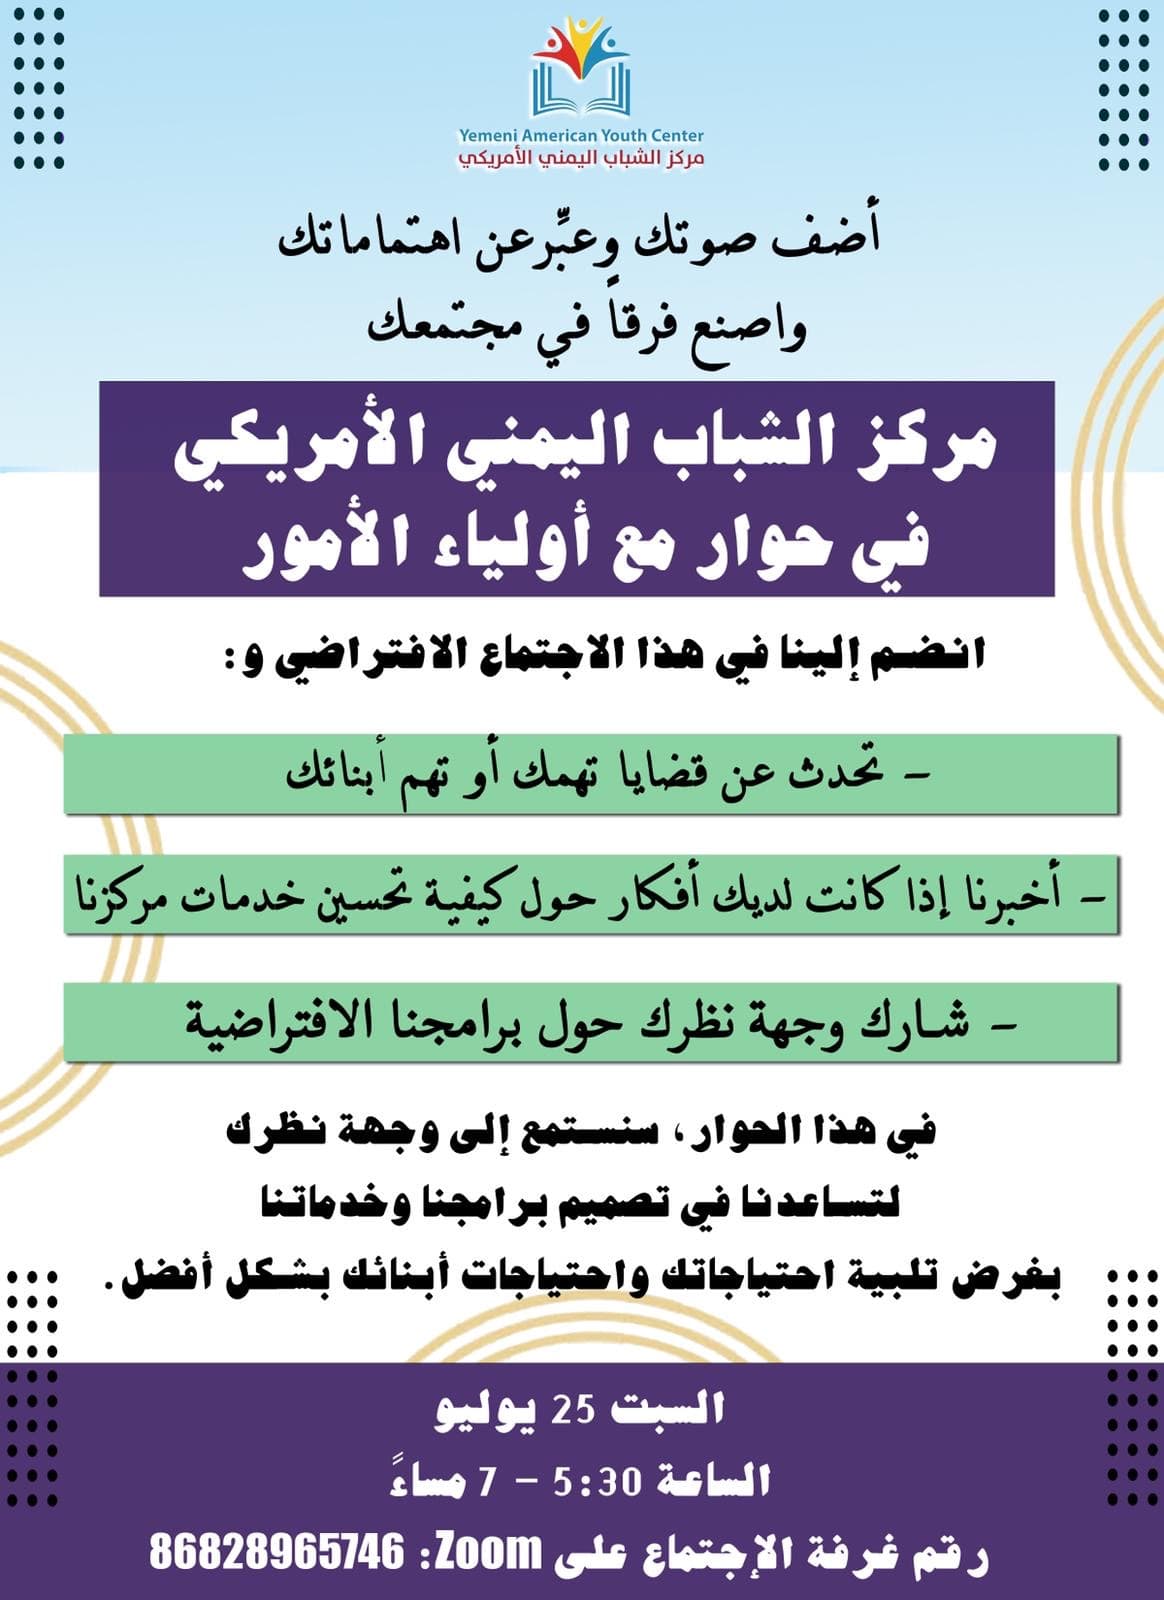 Yemeni American Youth Center
مركز الشباب اليمني الأمريكي
أضف صوتك وعبِّر عن اهتماماتك
واصنع فرقاً في مجتمعك
مركز الشباب اليمني الأمريكي
في حوار مع أولياء الأمور
انضم إلينا في هذا الاجتماع الافتراضي و:
- تحدث عن قضايا تهمك أو تهم أبنائك
- أخبرنا إذا كانت لديك أفكار حول كيفية تحسين خدمات مركزنا
- شارك وجهة نظرك حول برامجنا الافتراضية
في هذا الحوار، سنستمع إلى وجهة نظرك
لتساعدنا في تصميم برامجنا وخدماتنا
بغرض تلبية احتياجاتك واحتياجات أبنائك بشكل أفضل.
السبت 25 يوليو
الساعة 5:30 - 7 مساءً
رقم غرفة الإجتماع على Zoom: 86828965746